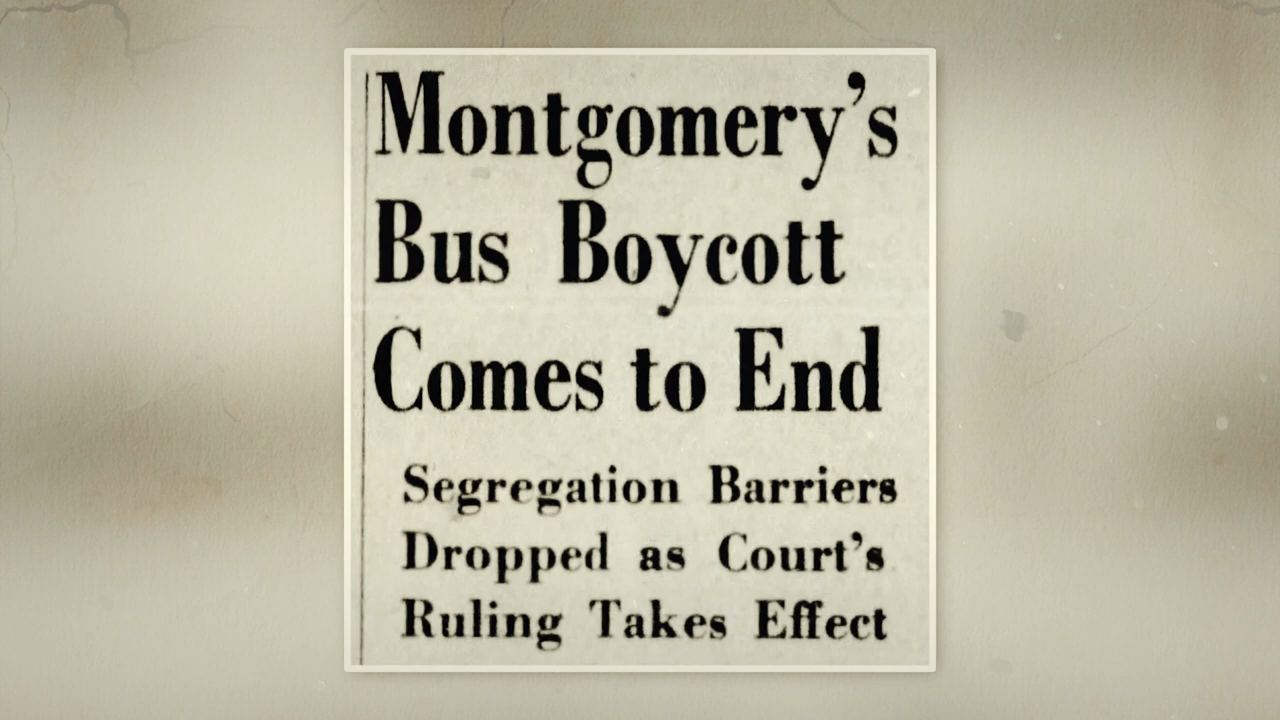 Montgomery's
Bus Boycott
Comes to End
Segregation Barriers
Dropped as Court's
Ruling Takes Effect